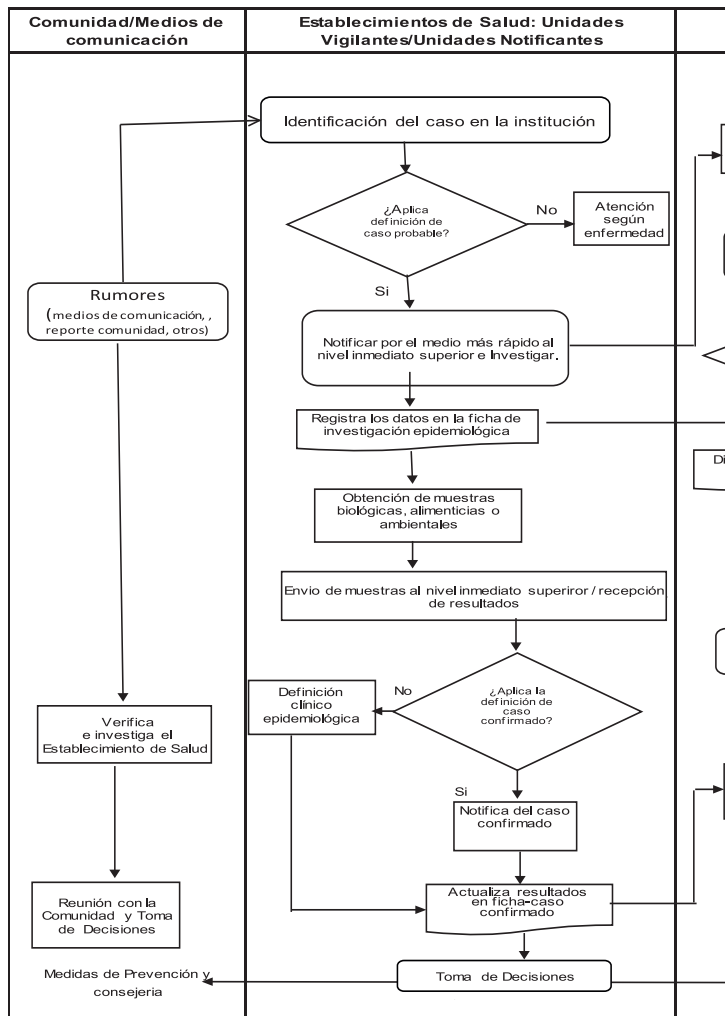 Comunidad/Medios de
comunicación
Establecimientos de Salud: Unidades
Vigilantes/Unidades Notificantes
Identificación del caso en la institución
¿Aplica
definición de
caso probable?
No
Atención
según
enfermedad
Si
Rumores
(medios de comunicación, ,
reporte comunidad, otros)
Notificar por el medio más rápido al
nivel inmediato superior e Investigar.
Registra los datos en la ficha de
investigación epidemiológica
Di
Obtención de muestras
biológicas, alimenticias o
ambientales
Envio de muestras al nivel inmediato superiror / recepción
de resultados
¿Aplica la
definición de
caso
confirmado?
No
Definición
clínico
epidemiológica
Verifica
e investiga el
Establecimiento de Salud
Si
Notifica del caso
confirmado
Actualiza resultados
en ficha-caso
confirmado
Reunión con la
Comunidad y Toma
de Decisiones
Toma de Decisiones
Medidas de Prevención y
consejeria